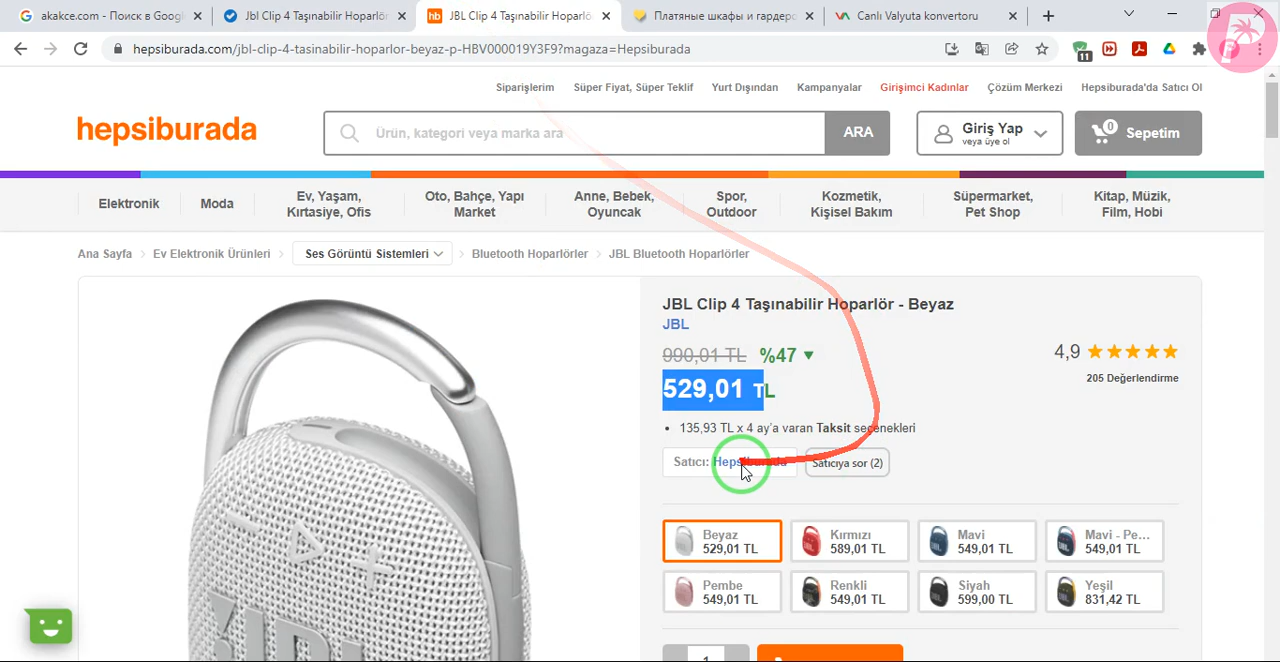 akakce.com - Поиск в Googl
Jbl Clip 4 Taşınabilir Hoparlör
JBL Clip 4 Taşınabilir Hoparlö
Платяные шкафы и гардерс
Canlı Valyuta konvertoru
hepsiburada.com/jbl-clip-4-tasinabilir-hoparlor-beyaz-p-HBV000019Y3F9?magaza=Hepsiburada
11
Siparişlerim
Süper Fiyat, Süper Teklif
Yurt Dışından
Kampanyalar
Girişimci Kadınlar
Çözüm Merkezi
Hepsiburada'da Satıcı Ol
hepsiburada
Ürün, kategori veya marka ara
ARA
Giriş Yap
veya üye ol
0
Sepetim
Elektronik
Moda
Ev, Yaşam,
Kırtasiye, Ofis
Oto, Bahçe, Yapı
Market
Anne, Bebek,
Oyuncak
Spor,
Outdoor
Kozmetik,
Kişisel Bakım
Süpermarket,
Pet Shop
Kitap, Müzik,
Film, Hobi
Ana Sayfa
Ev Elektronik Ürünleri
Ses Görüntü Sistemleri
Bluetooth Hoparlörler
JBL Bluetooth Hoparlörler
JBL Clip 4 Taşınabilir Hoparlör - Beyaz
JBL
990,01 TL %47
4,9
205 Değerlendirme
529,01 TL
135,93 TL x 4 ay'a varan Taksit seçenekleri
Satıcı: Hepsiburada
Satıcıya sor (2)
Beyaz
529,01 TL
Kırmızı
589,01 TL
Mavi
549,01 TL
Mavi - Pe...
549,01 TL
Pembe
549,01 TL
Renkli
549,01 TL
Siyah
599,00 TL
Yeşil
831,42 TL
JBL
1